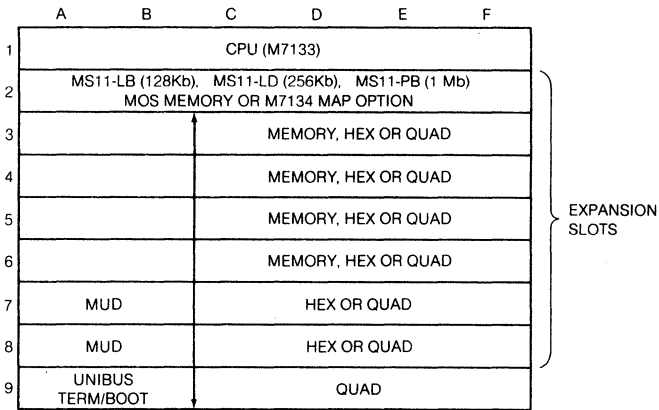 A B C D E F
1 CPU (M7133)
2 MS11-LB (128Kb), MS11-LD (256Kb), MS11-PB (1 Mb)
MOS MEMORY OR M7134 MAP OPTION
3 MEMORY, HEX OR QUAD
4 MEMORY, HEX OR QUAD
5 MEMORY, HEX OR QUAD
6 MEMORY, HEX OR QUAD
7 MUD HEX OR QUAD
8 MUD HEX OR QUAD
9 UNIBUS
TERM/BOOT QUAD
EXPANSION
SLOTS